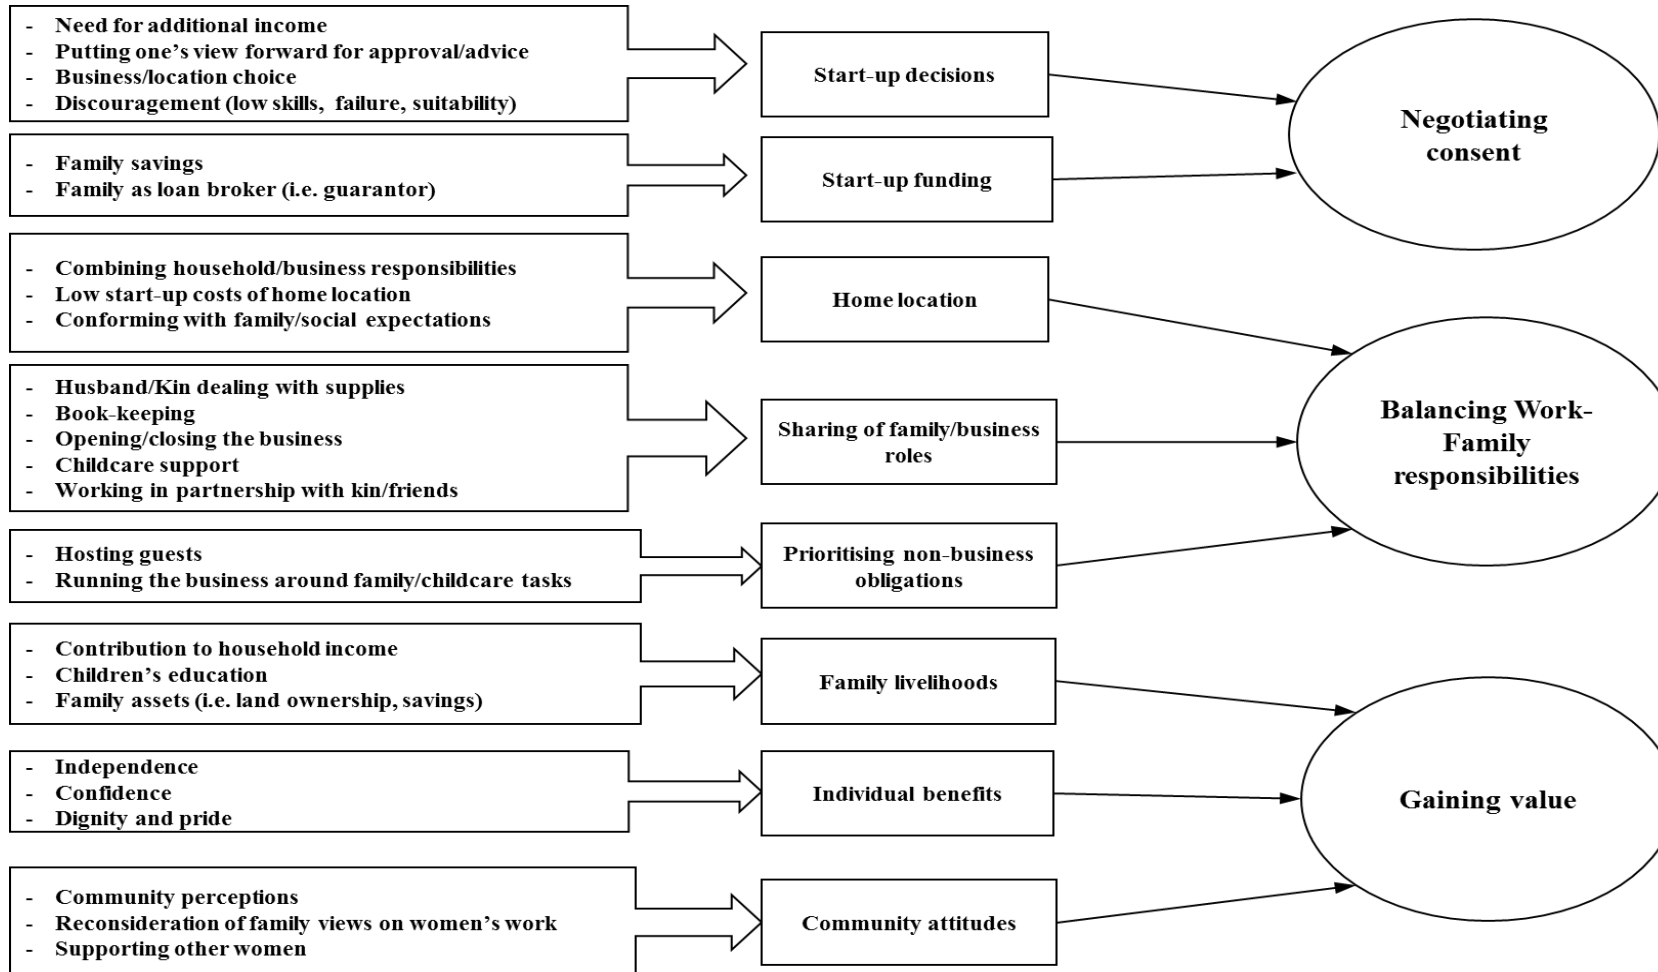 - Need for additional income
- Putting one’s view forward for approval/advice
- Business/location choice
- Discouragement (low skills, failure, suitability)
Start-up decisions
Negotiating
consent
- Family savings
- Family as loan broker (i.e. guarantor)
Start-up funding
- Combining household/business responsibilities
- Low start-up costs of home location
- Conforming with family/social expectations
Home location
- Husband/Kin dealing with supplies
- Book-keeping
- Opening/closing the business
- Childcare support
- Working in partnership with kin/friends
Sharing of family/business
roles
Balancing Work-
Family
responsibilities
- Hosting guests
- Running the business around family/childcare tasks
Prioritising non-business
obligations
- Contribution to household income
- Children’s education
- Family assets (i.e. land ownership, savings)
Family livelihoods
- Independence
- Confidence
- Dignity and pride
Individual benefits
Gaining value
- Community perceptions
- Reconsideration of family views on women’s work
- Supporting other women
Community attitudes